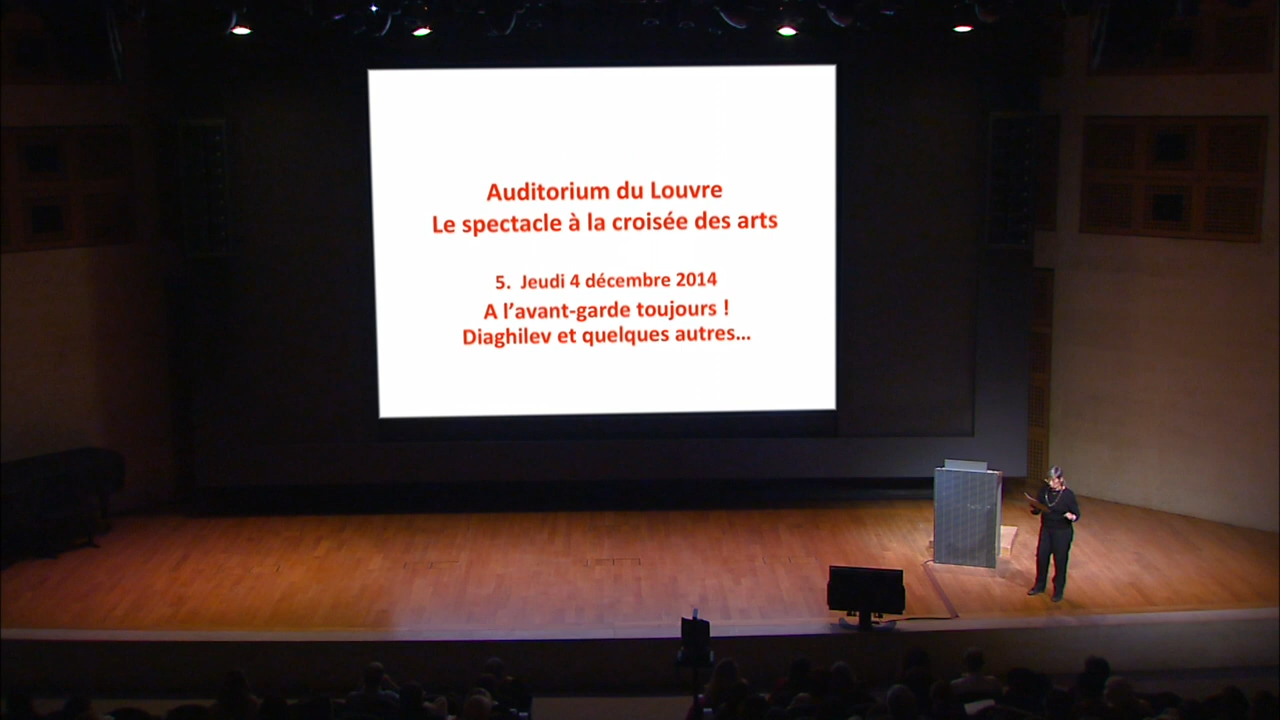 Auditorium du Louvre
Le spectacle à la croisée des arts
5. Jeudi 4 décembre 2014
A l’avant-garde toujours !
Diaghilev et quelques autres…